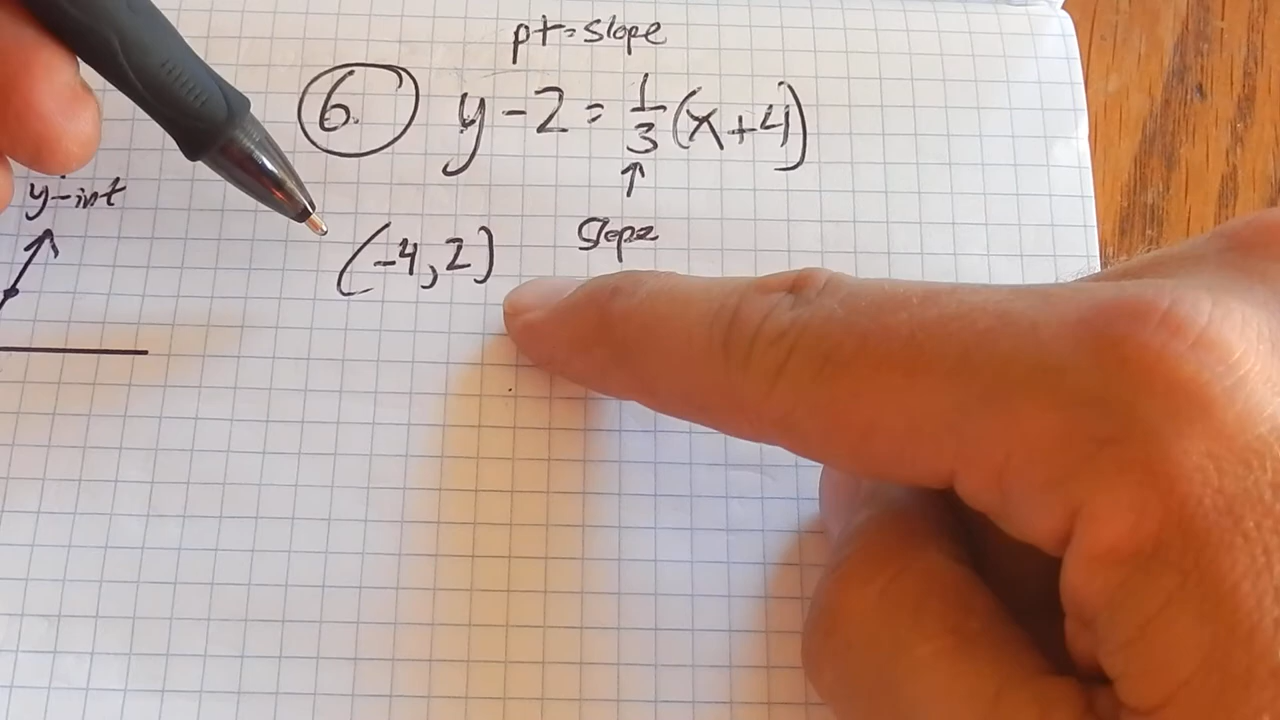 pt-slope
6. y - 2 = 1/3 (x + 4)
↑
y-int
slope
(-4, 2)